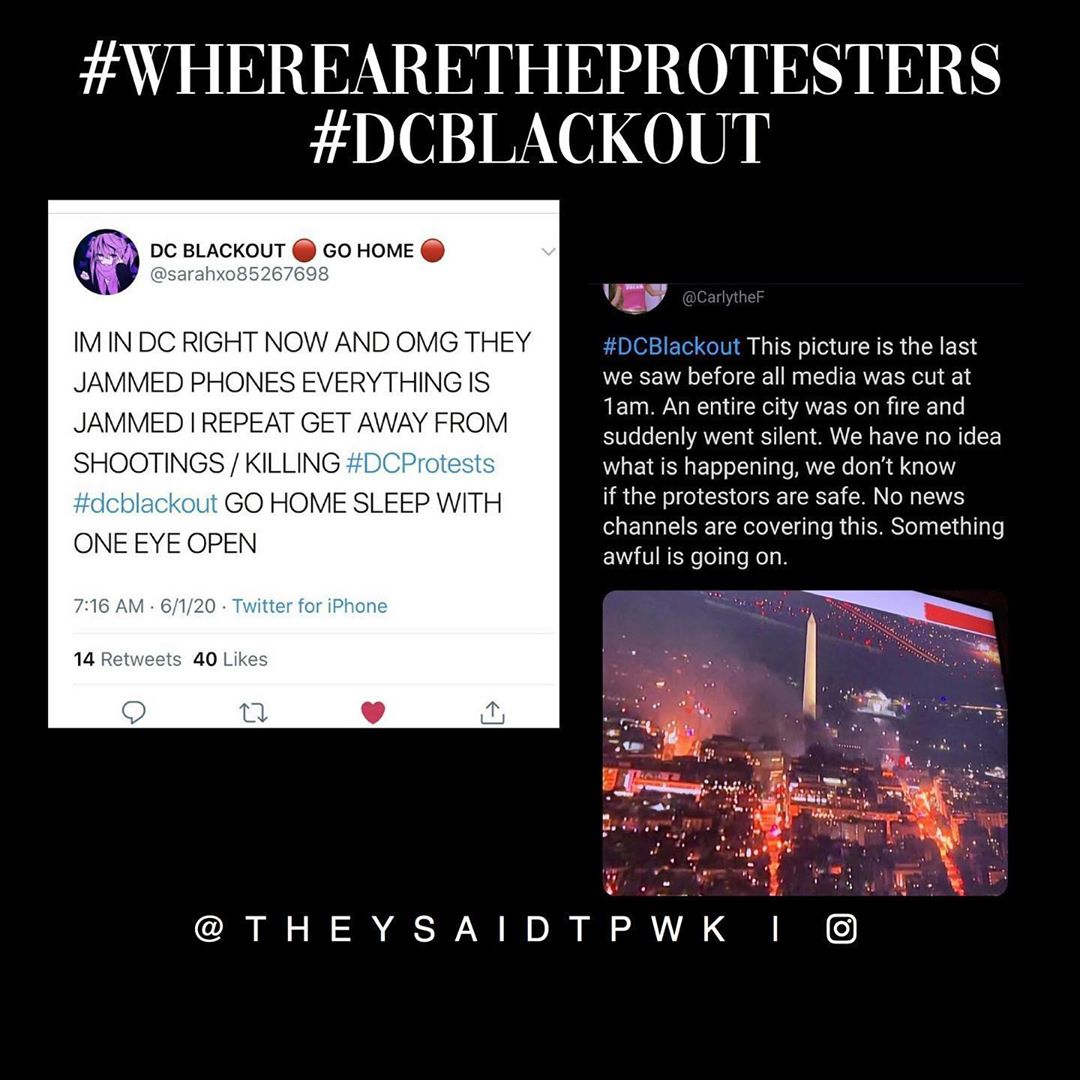 #WHEREARETHEPROTESTERS
#DCBLACKOUT
DC BLACKOUT 🔴 GO HOME 🔴
@sarahxo85267698
IM IN DC RIGHT NOW AND OMG THEY
JAMMED PHONES EVERYTHING IS
JAMMED I REPEAT GET AWAY FROM
SHOOTINGS / KILLING #DCProtests
#dcblackout GO HOME SLEEP WITH
ONE EYE OPEN
7:16 AM · 6/1/20 · Twitter for iPhone
14 Retweets 40 Likes
@CarlytheF
#DCBlackout This picture is the last
we saw before all media was cut at
1am. An entire city was on fire and
suddenly went silent. We have no idea
what is happening, we don't know
if the protestors are safe. No news
channels are covering this. Something
awful is going on.
@THEYSAIDTPWK |